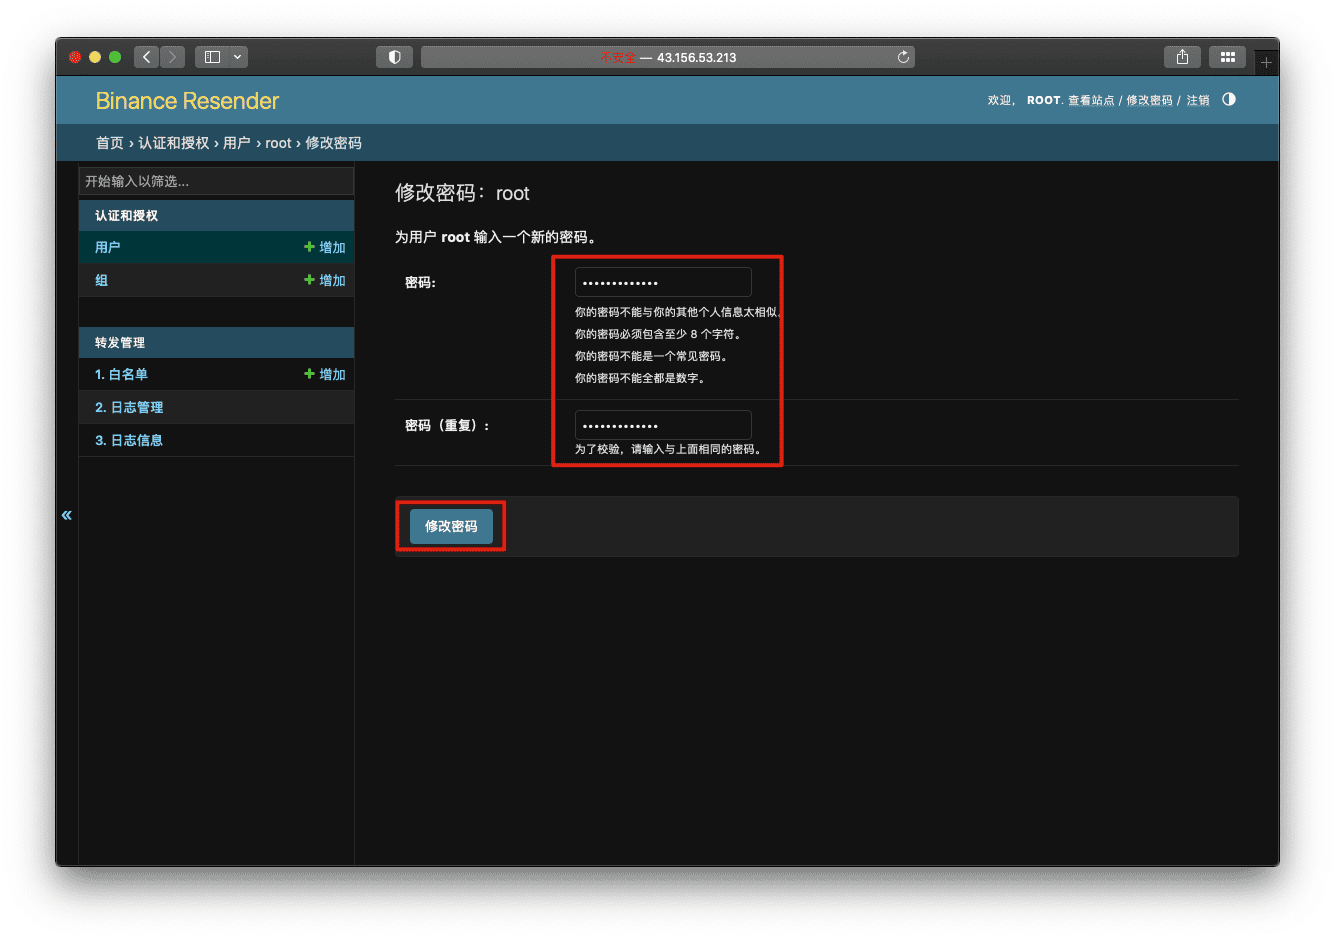 不安全 — 43.156.53.213
Binance Resender
欢迎， ROOT. 查看站点 / 修改密码 / 注销
首页 › 认证和授权 › 用户 › root › 修改密码
开始输入以筛选...
认证和授权
用户 增加
组 增加
转发管理
1. 白名单 增加
2. 日志管理
3. 日志信息
«
修改密码：root
为用户 root 输入一个新的密码。
密码:
你的密码不能与你的其他个人信息太相似。
你的密码必须包含至少 8 个字符。
你的密码不能是一个常见密码。
你的密码不能全都是数字。
密码（重复）:
为了校验，请输入与上面相同的密码。
修改密码